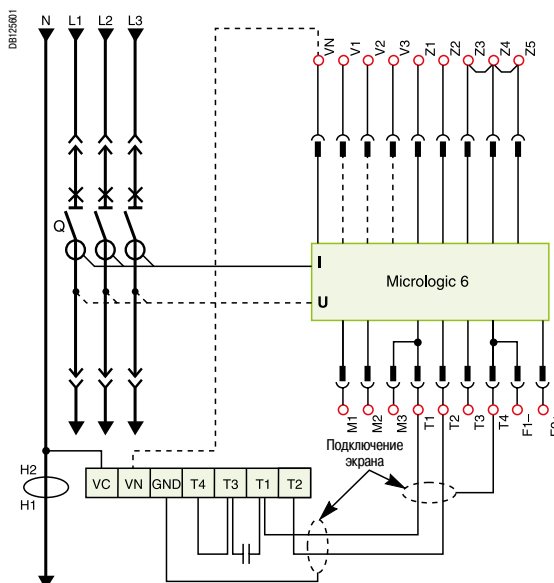 DB125601
N L1 L2 L3
VN V1 V2 V3 Z1 Z2 Z3 Z4 Z5
Q
I
U
Micrologic 6
M1 M2 M3 T1 T2 T3 T4 F1–
Подключение
экрана
H2
H1
VC VN GND T4 T3 T1 T2